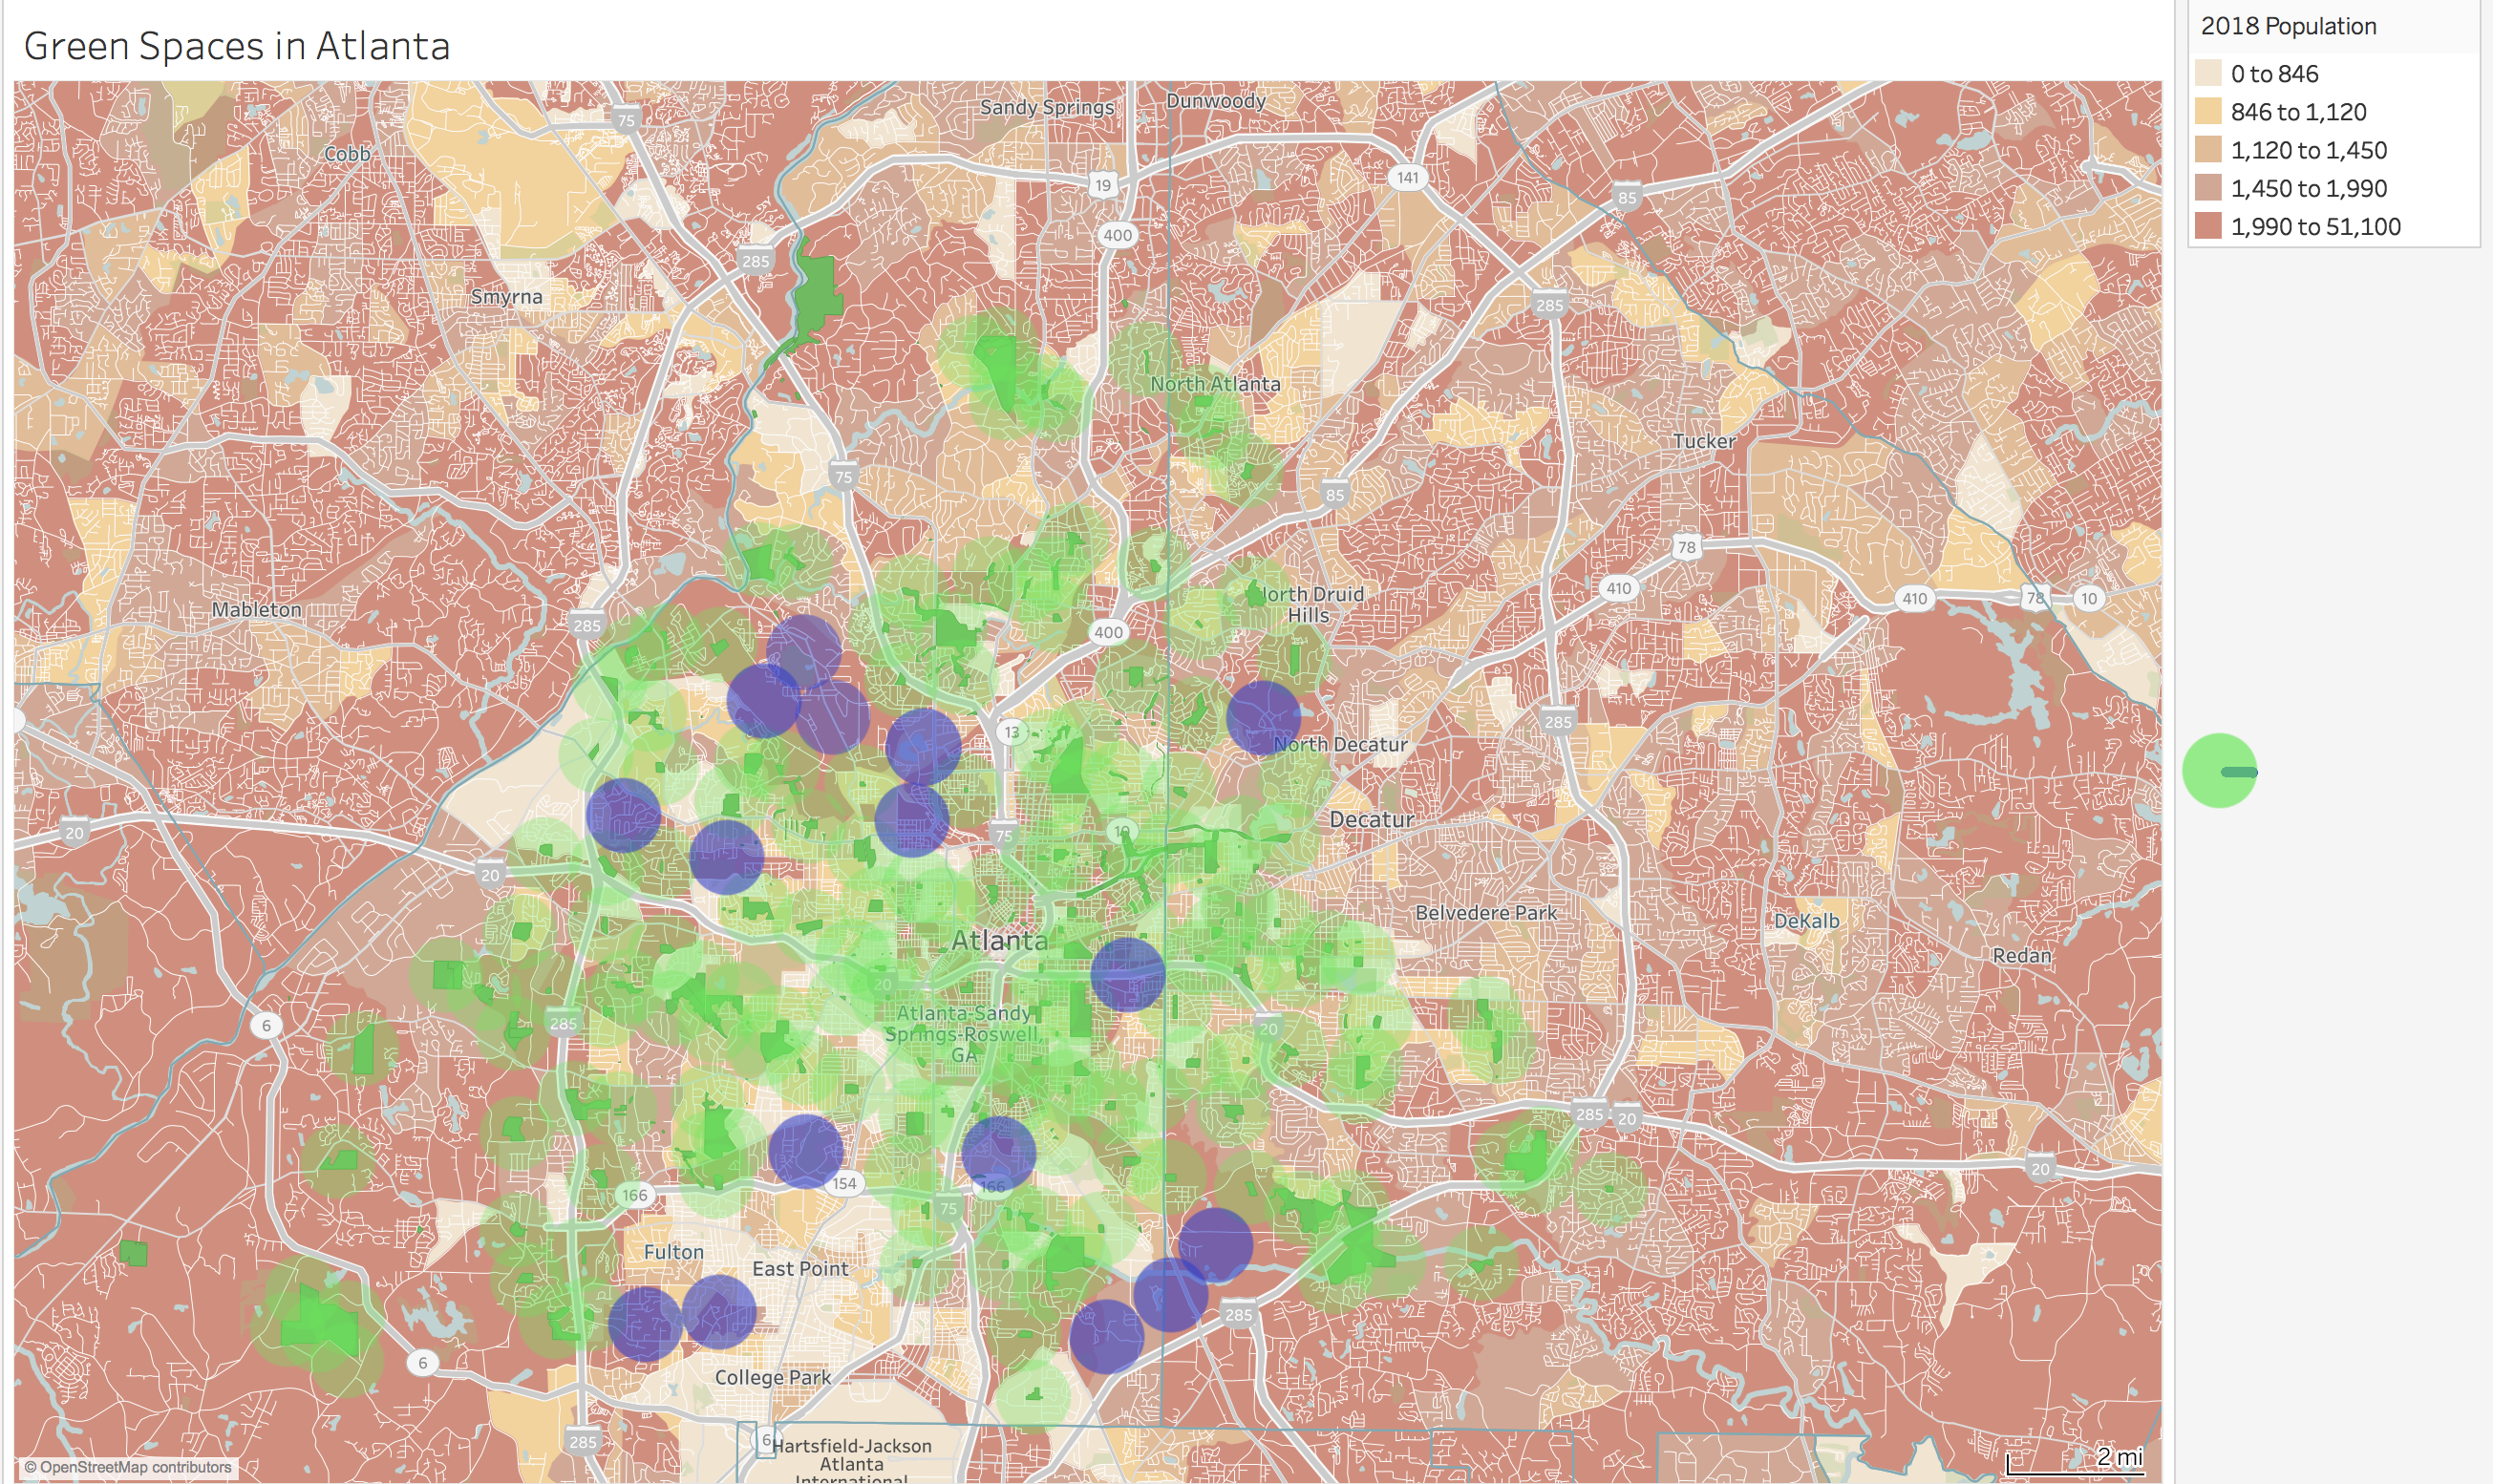 Green Spaces in Atlanta
2018 Population
0 to 846
846 to 1,120
1,120 to 1,450
1,450 to 1,990
1,990 to 51,100
Sandy Springs
Dunwoody
75
Cobb
141
19
85
400
285
Smyrna
285
North Atlanta
Tucker
75
85
78
410
410
78
10
North Druid
Hills
Mableton
285
400
285
13
North Decatur
20
75
10
Decatur
20
Belvedere Park
DeKalb
Atlanta
Redan
20
Atlanta-Sandy
Springs-Roswell,
GA
6
285
20
285
20
20
154
166
166
75
Fulton
East Point
285
6
College Park
285
6
Hartsfield-Jackson
Atlanta
International
© OpenStreetMap contributors
2 mi